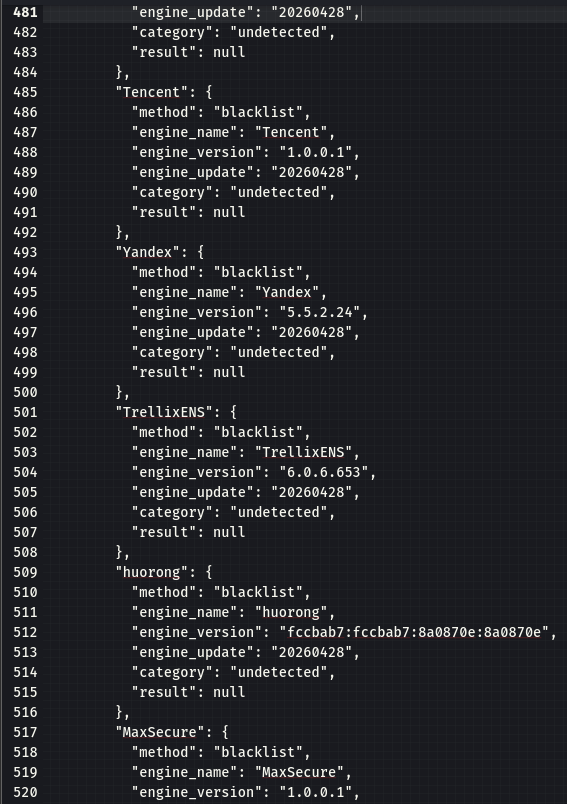 481 "engine_update": "20260428",
482 "category": "undetected",
483 "result": null
484 },
485 "Tencent": {
486 "method": "blacklist",
487 "engine_name": "Tencent",
488 "engine_version": "1.0.0.1",
489 "engine_update": "20260428",
490 "category": "undetected",
491 "result": null
492 },
493 "Yandex": {
494 "method": "blacklist",
495 "engine_name": "Yandex",
496 "engine_version": "5.5.2.24",
497 "engine_update": "20260428",
498 "category": "undetected",
499 "result": null
500 },
501 "TrellixENS": {
502 "method": "blacklist",
503 "engine_name": "TrellixENS",
504 "engine_version": "6.0.6.653",
505 "engine_update": "20260428",
506 "category": "undetected",
507 "result": null
508 },
509 "huorong": {
510 "method": "blacklist",
511 "engine_name": "huorong",
512 "engine_version": "fccbab7:fccbab7:8a0870e:8a0870e",
513 "engine_update": "20260428",
514 "category": "undetected",
515 "result": null
516 },
517 "MaxSecure": {
518 "method": "blacklist",
519 "engine_name": "MaxSecure",
520 "engine_version": "1.0.0.1",